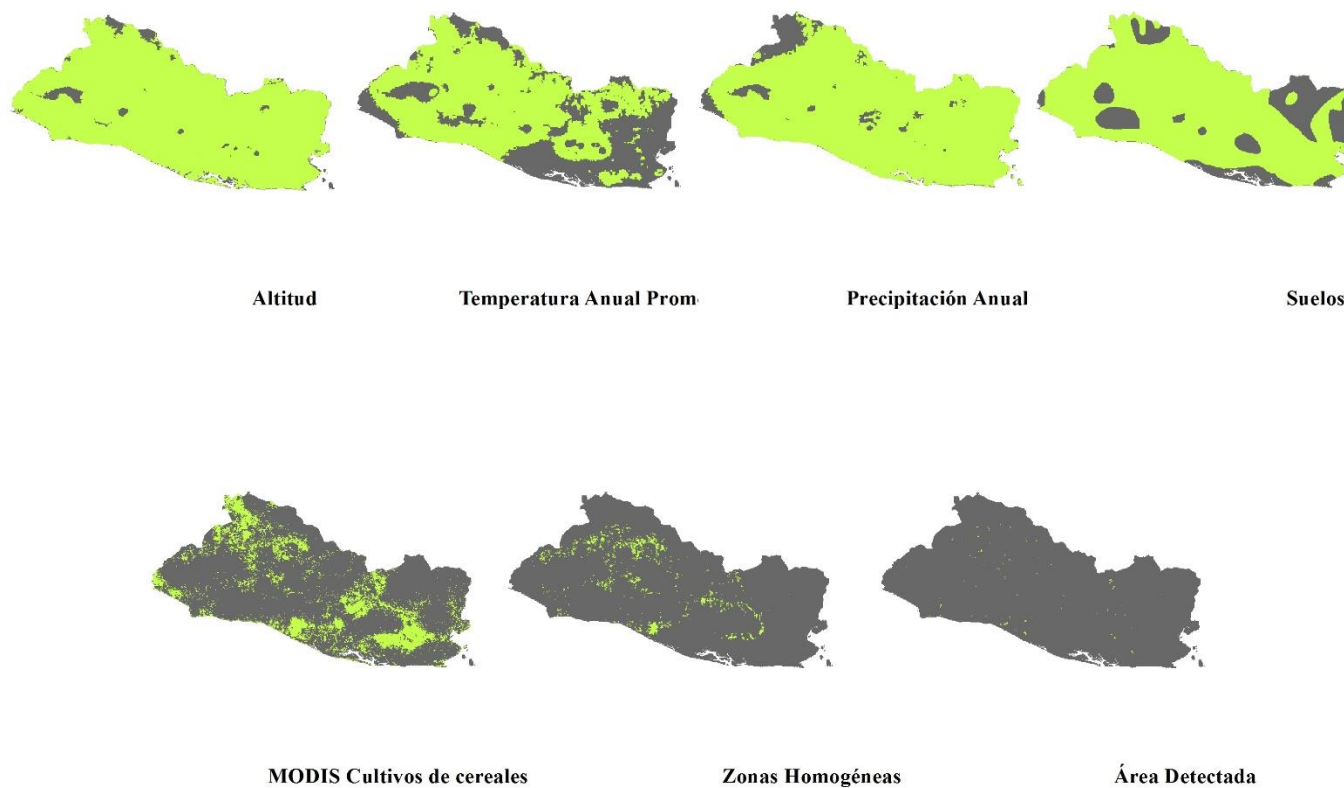 Altitud
Temperatura Anual Prom
Precipitación Anual
Suelos
MODIS Cultivos de cereales
Zonas Homogéneas
Área Detectada